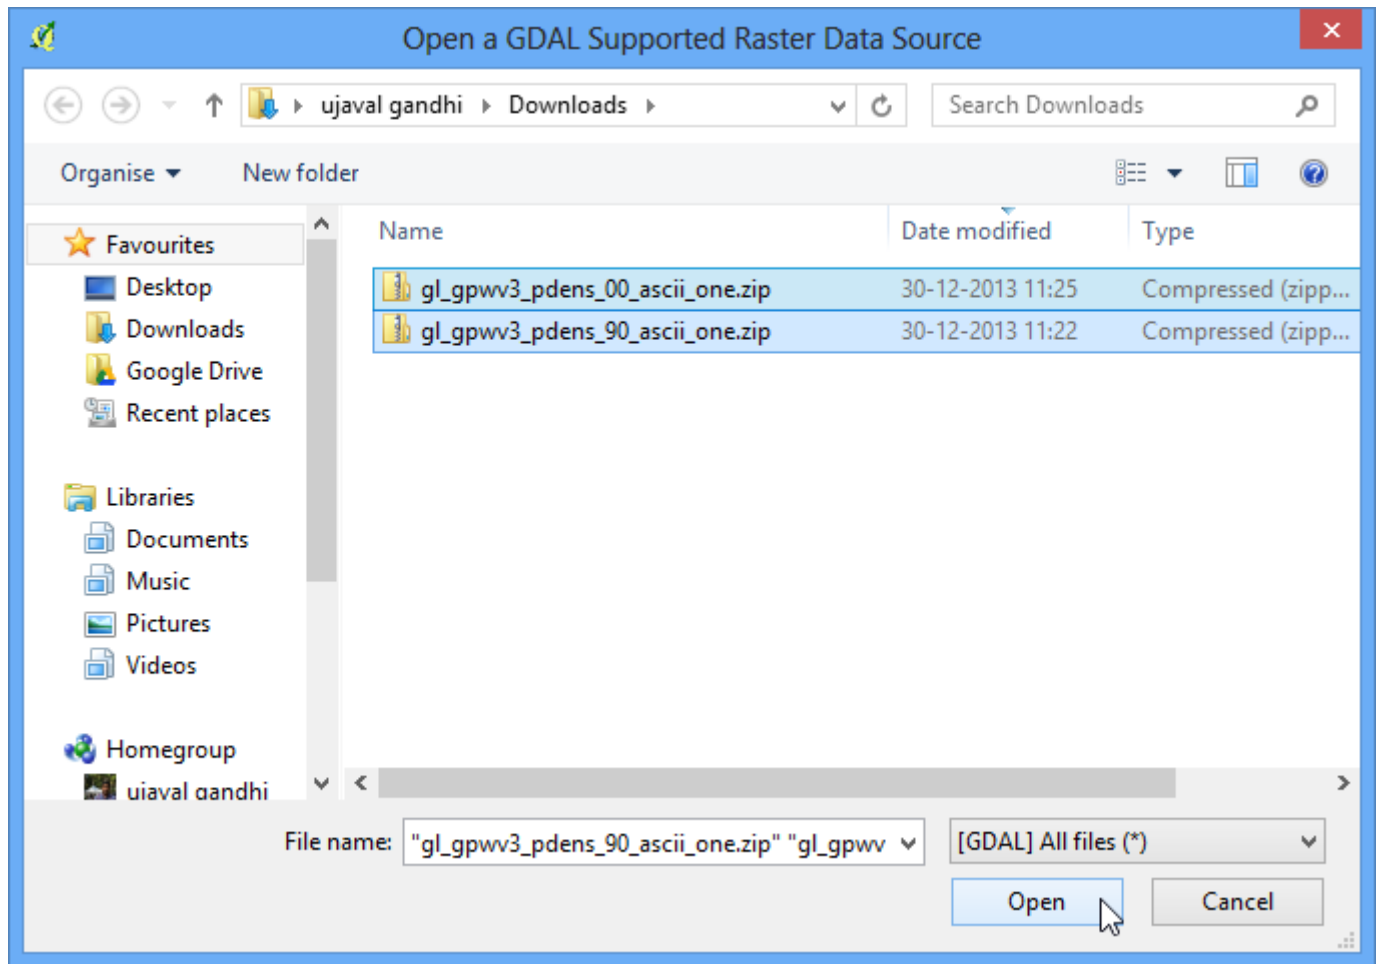 Open a GDAL Supported Raster Data Source
ujaval gandhi Downloads
Search Downloads
Organise New folder
Name Date modified Type
Favourites
Desktop
Downloads
Google Drive
Recent places
Libraries
Documents
Music
Pictures
Videos
Homegroup
ujaval gandhi
gl_gpwv3_pdens_00_ascii_one.zip 30-12-2013 11:25 Compressed (zipp...
gl_gpwv3_pdens_90_ascii_one.zip 30-12-2013 11:22 Compressed (zipp...
File name: "gl_gpwv3_pdens_90_ascii_one.zip" "gl_gpwv [GDAL] All files (*)
Open Cancel